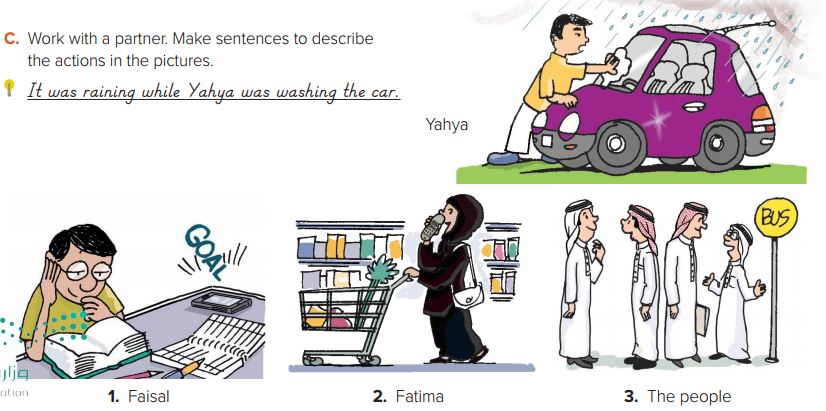 C. Work with a partner. Make sentences to describe
the actions in the pictures.
It was raining while Yahya was washing the car.
Yahya
GOAL
BUS
1. Faisal
2. Fatima
3. The people